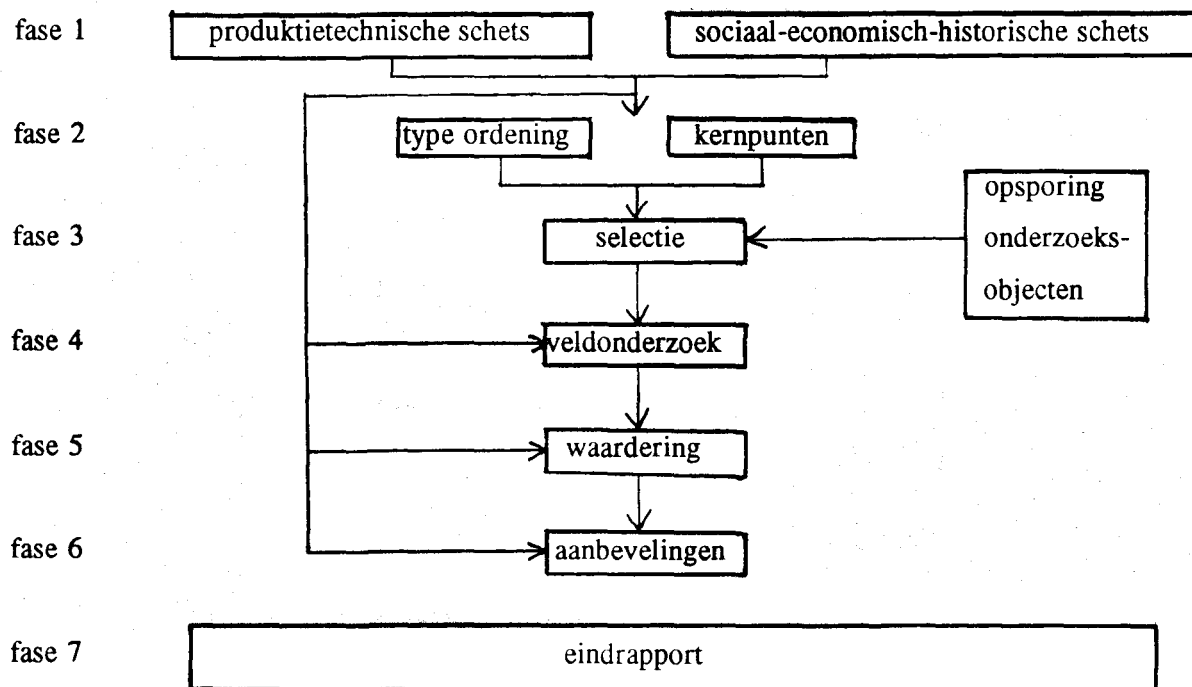 fase 1
produktietechnische schets
sociaal-economisch-historische schets
fase 2
type ordening
kernpunten
opsporing
onderzoeks-
objecten
fase 3
selectie
fase 4
veldonderzoek
fase 5
waardering
fase 6
aanbevelingen
fase 7
eindrapport